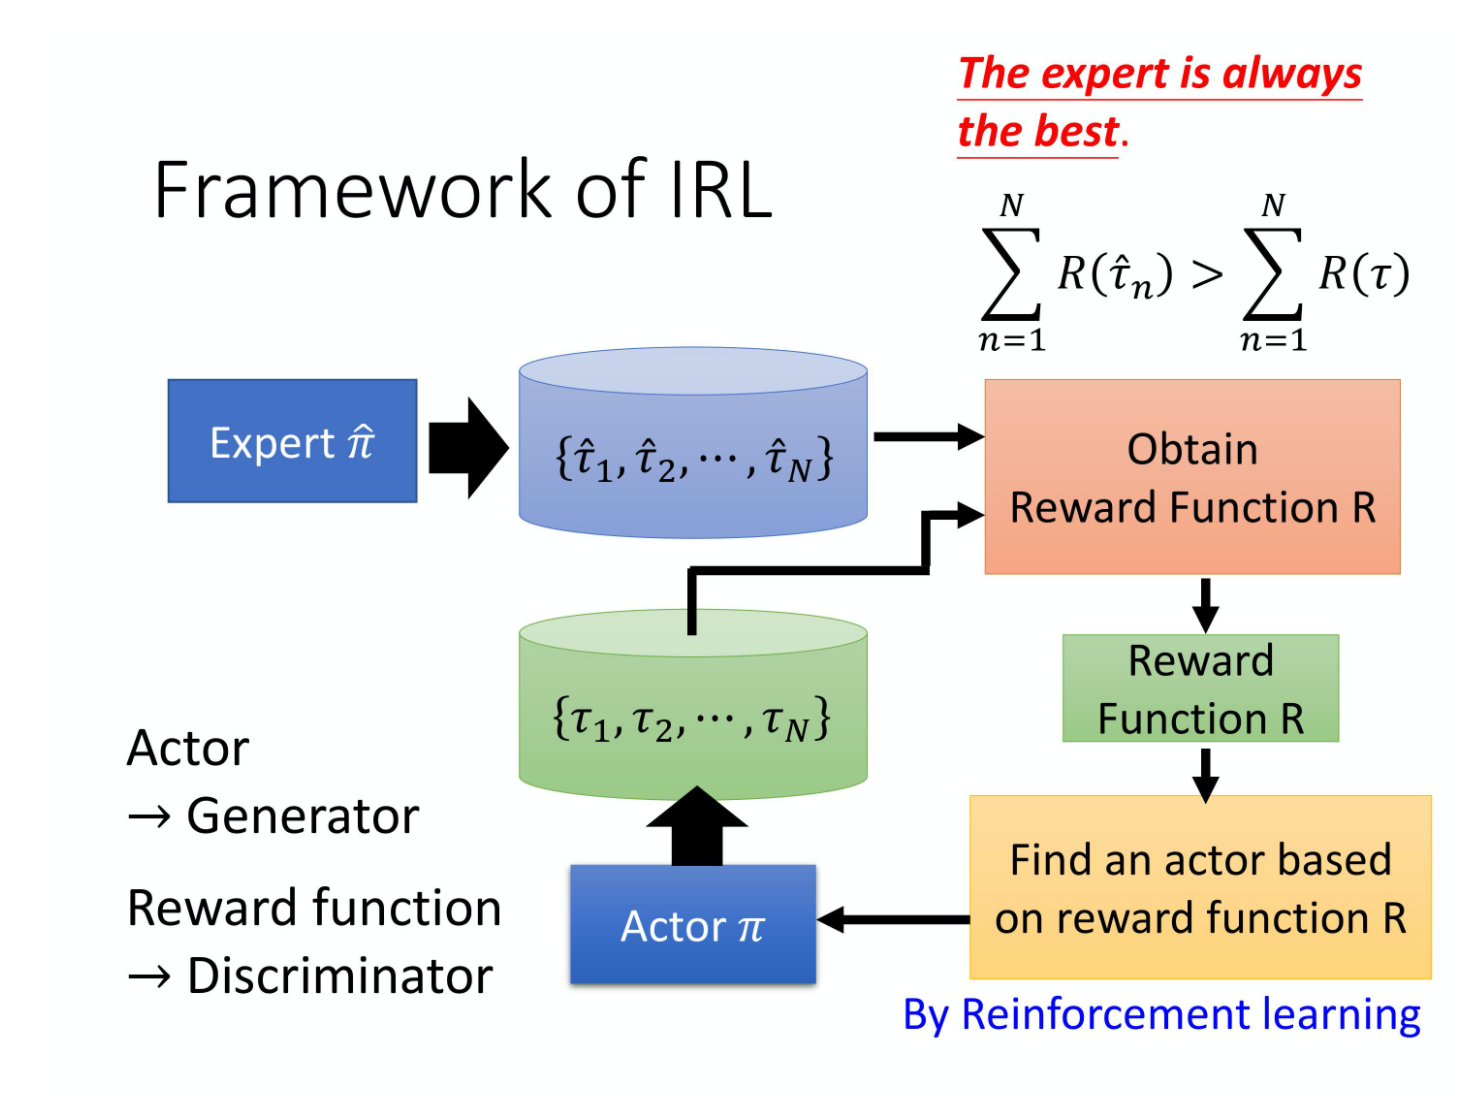 The expert is always
the best.
Framework of IRL
$\sum_{n=1}^{N} R(\hat{\tau}_n) > \sum_{n=1}^{N} R(\tau)$
Expert $\hat{\pi}$
$\{\hat{\tau}_1, \hat{\tau}_2, \cdots, \hat{\tau}_N\}$
Obtain
Reward Function R
$\{\tau_1, \tau_2, \cdots, \tau_N\}$
Reward
Function R
Actor
→ Generator
Reward function
→ Discriminator
Actor $\pi$
Find an actor based
on reward function R
By Reinforcement learning